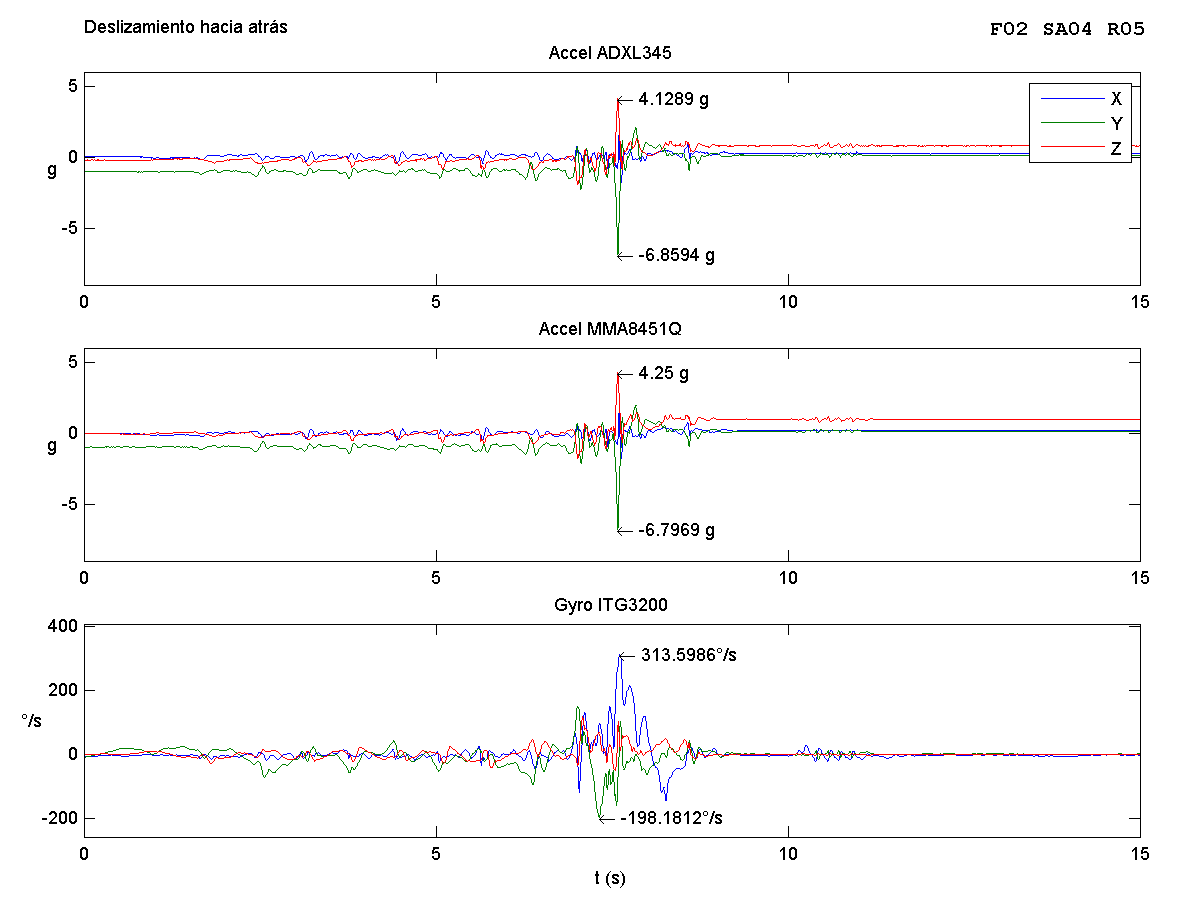 Deslizamiento hacia atrás
F02 SA04 R05
Accel ADXL345
5
0
-5
g
4.1289 g
-6.8594 g
X
Y
Z
0
5
10
15
Accel MMA8451Q
5
0
-5
g
4.25 g
-6.7969 g
0
5
10
15
Gyro ITG3200
400
200
0
-200
°/s
313.5986°/s
-198.1812°/s
0
5
10
15
t (s)